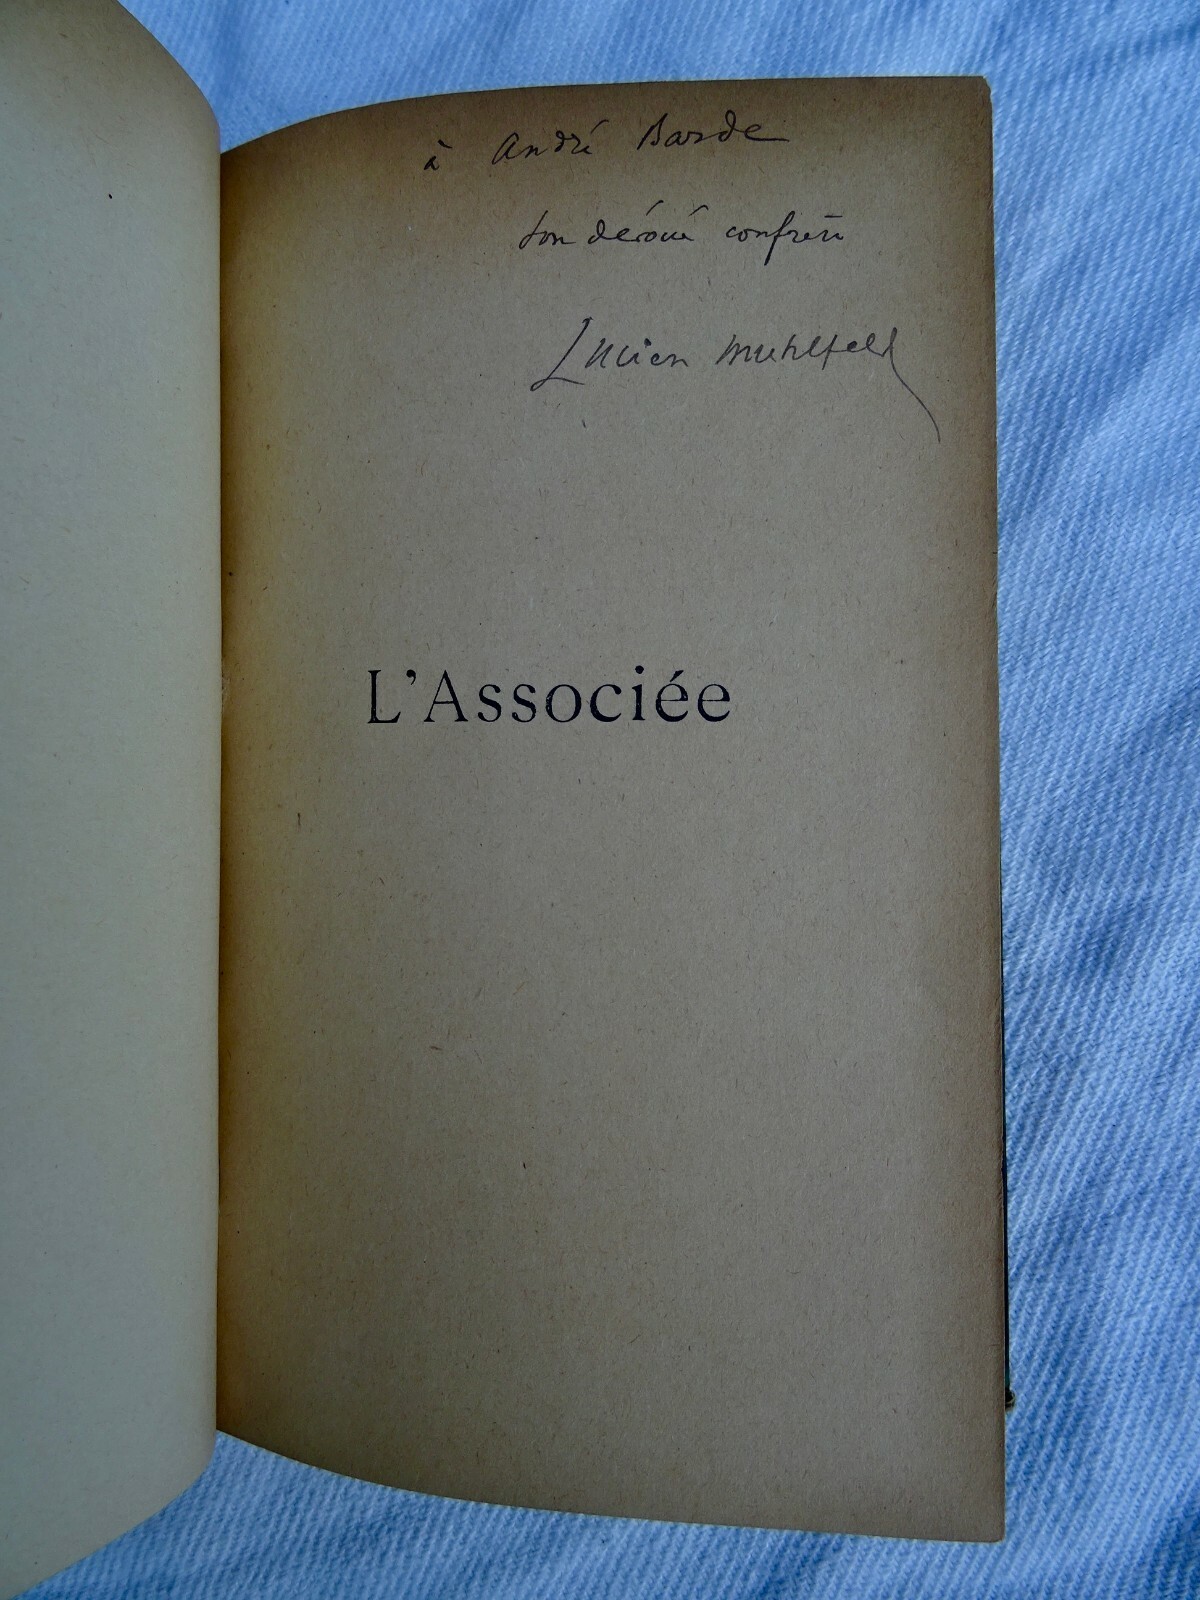 à André Barde
son dévoué confrère
Lucien Muhlfeld
L'Associée